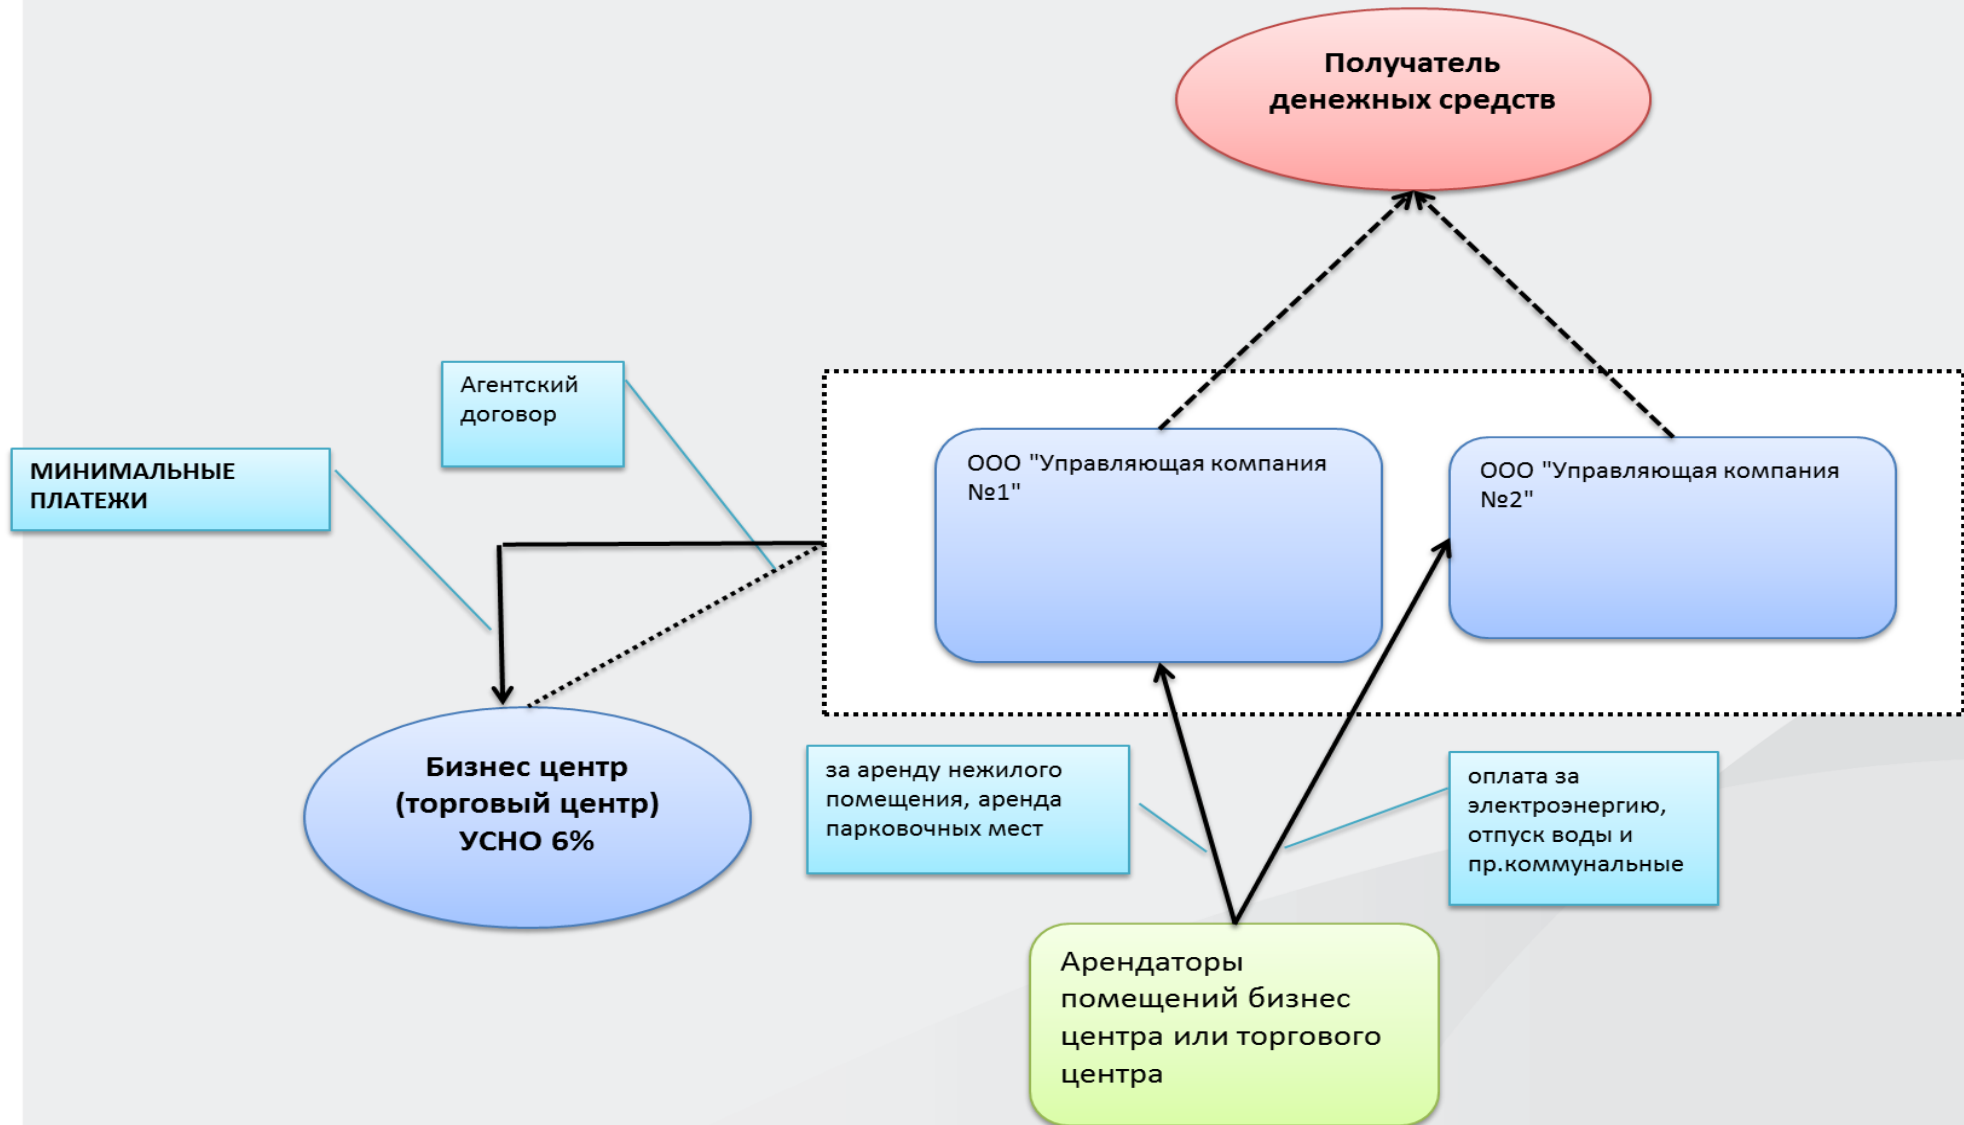 Получатель
денежных средств
Агентский
договор
МИНИМАЛЬНЫЕ
ПЛАТЕЖИ
ООО "Управляющая компания
№1"
ООО "Управляющая компания
№2"
Бизнес центр
(торговый центр)
УСНО 6%
за аренду нежилого
помещения, аренда
парковочных мест
оплата за
электроэнергию,
отпуск воды и
пр.коммунальные
Арендаторы
помещений бизнес
центра или торгового
центра